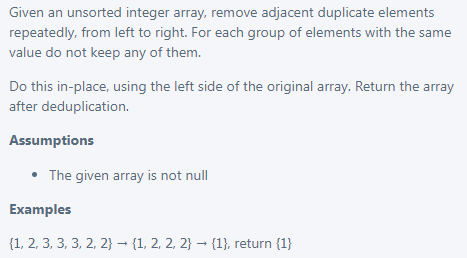 Given an unsorted integer array, remove adjacent duplicate elements
repeatedly, from left to right. For each group of elements with the same
value do not keep any of them.
Do this in-place, using the left side of the original array. Return the array
after deduplication.
Assumptions
• The given array is not null
Examples
{1, 2, 3, 3, 3, 2, 2} → {1, 2, 2, 2} → {1}, return {1}